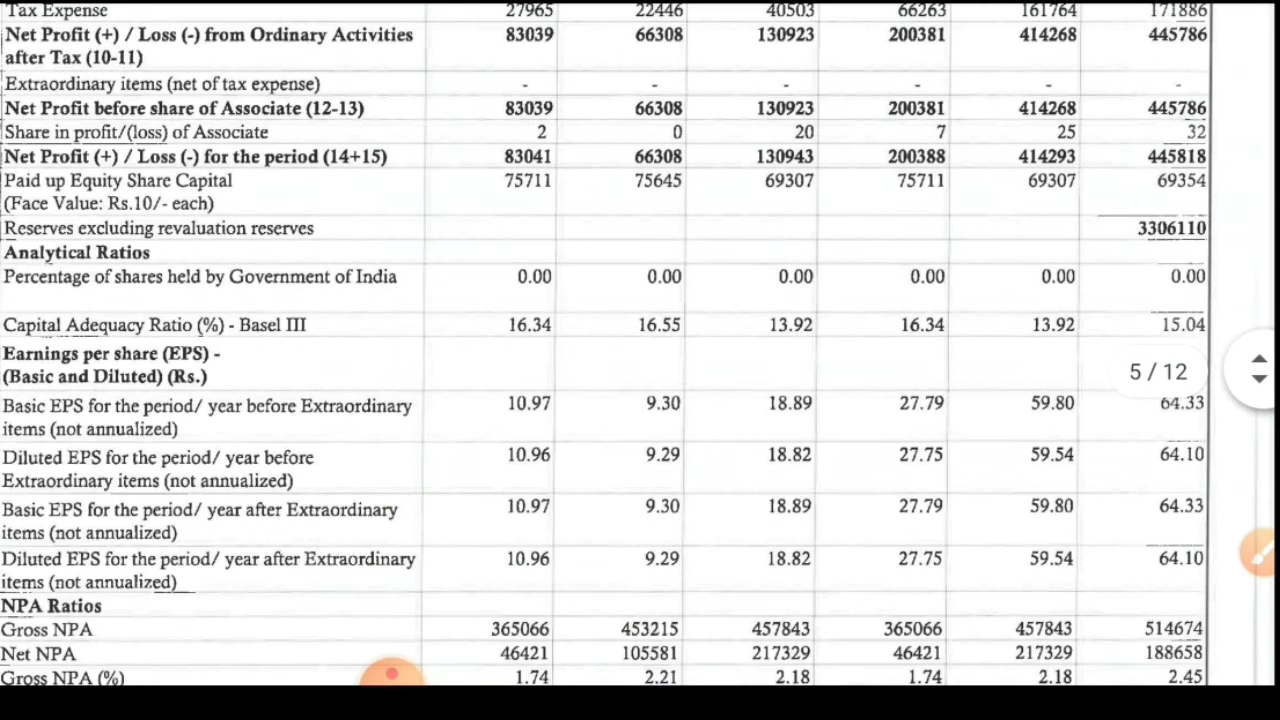 Tax Expense 27965 22446 40503 66263 161764 171886
Net Profit (+) / Loss (-) from Ordinary Activities 83039 66308 130923 200381 414268 445786
after Tax (10-11)
Extraordinary items (net of tax expense) - - - - - -
Net Profit before share of Associate (12-13) 83039 66308 130923 200381 414268 445786
Share in profit/(loss) of Associate 2 0 20 7 25 32
Net Profit (+) / Loss (-) for the period (14+15) 83041 66308 130943 200388 414293 445818
Paid up Equity Share Capital 75711 75645 69307 75711 69307 69354
(Face Value: Rs.10/- each)
Reserves excluding revaluation reserves 3306110
Analytical Ratios
Percentage of shares held by Government of India 0.00 0.00 0.00 0.00 0.00 0.00
Capital Adequacy Ratio (%) - Basel III 16.34 16.55 13.92 16.34 13.92 15.04
Earnings per share (EPS) -
(Basic and Diluted) (Rs.)
5 / 12
Basic EPS for the period/ year before Extraordinary 10.97 9.30 18.89 27.79 59.80 64.33
items (not annualized)
Diluted EPS for the period/ year before 10.96 9.29 18.82 27.75 59.54 64.10
Extraordinary items (not annualized)
Basic EPS for the period/ year after Extraordinary 10.97 9.30 18.89 27.79 59.80 64.33
items (not annualized)
Diluted EPS for the period/ year after Extraordinary 10.96 9.29 18.82 27.75 59.54 64.10
items (not annualized)
NPA Ratios
Gross NPA 365066 453215 457843 365066 457843 514674
Net NPA 46421 105581 217329 46421 217329 188658
Gross NPA (%) 1.74 2.21 2.18 1.74 2.18 2.45